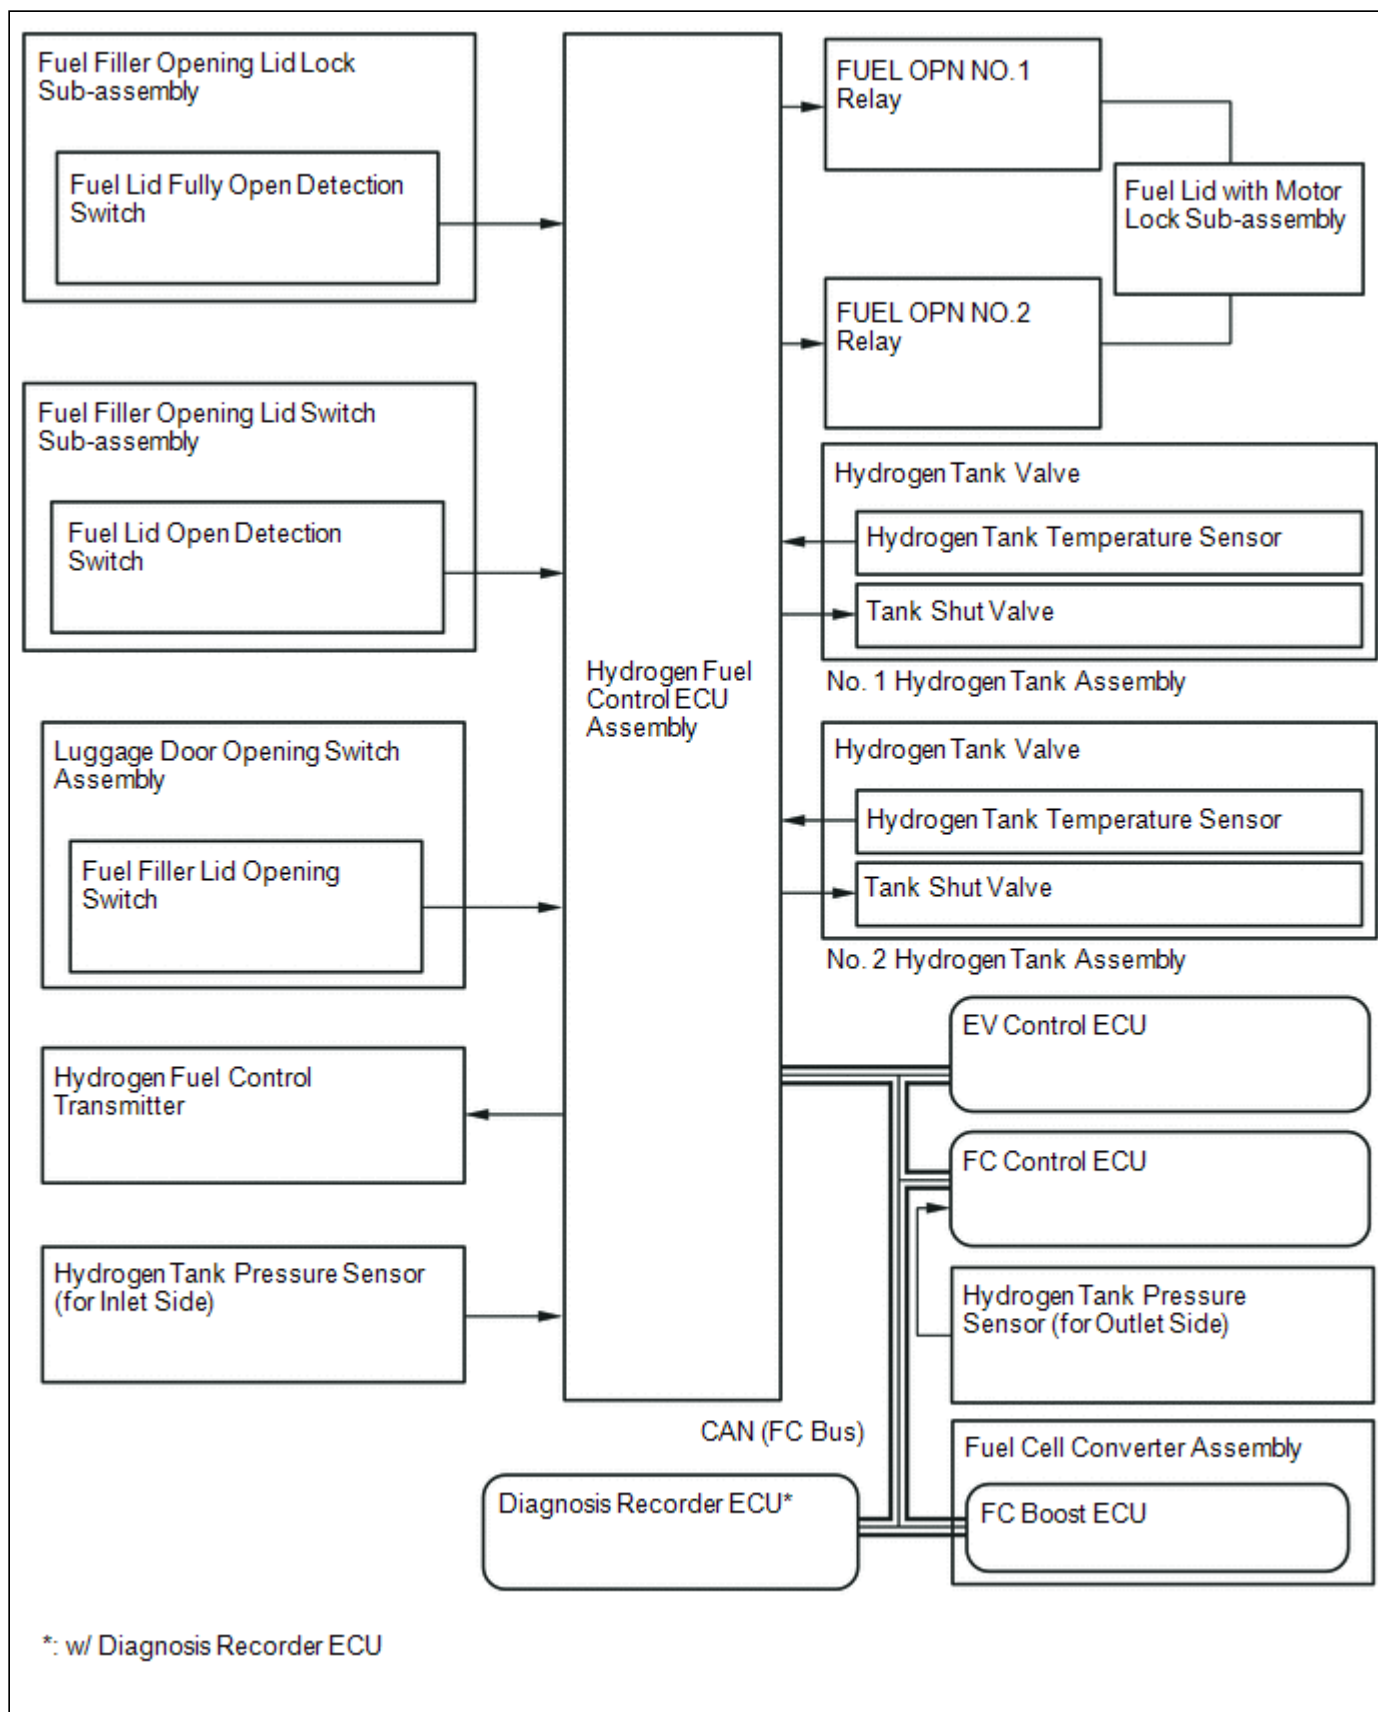 Fuel Filler Opening Lid Lock
Sub-assembly
Fuel Lid Fully Open Detection
Switch
Fuel Filler Opening Lid Switch
Sub-assembly
Fuel Lid Open Detection
Switch
Luggage Door Opening Switch
Assembly
Fuel Filler Lid Opening
Switch
Hydrogen Fuel Control
Transmitter
Hydrogen Tank Pressure Sensor
(for Inlet Side)
Hydrogen Fuel
Control ECU
Assembly
FUEL OPN NO.1
Relay
Fuel Lid with Motor
Lock Sub-assembly
FUEL OPN NO.2
Relay
Hydrogen Tank Valve
Hydrogen Tank Temperature Sensor
Tank Shut Valve
No. 1 Hydrogen Tank Assembly
Hydrogen Tank Valve
Hydrogen Tank Temperature Sensor
Tank Shut Valve
No. 2 Hydrogen Tank Assembly
EV Control ECU
FC Control ECU
Hydrogen Tank Pressure
Sensor (for Outlet Side)
CAN (FC Bus)
Fuel Cell Converter Assembly
FC Boost ECU
Diagnosis Recorder ECU*
*: w/ Diagnosis Recorder ECU